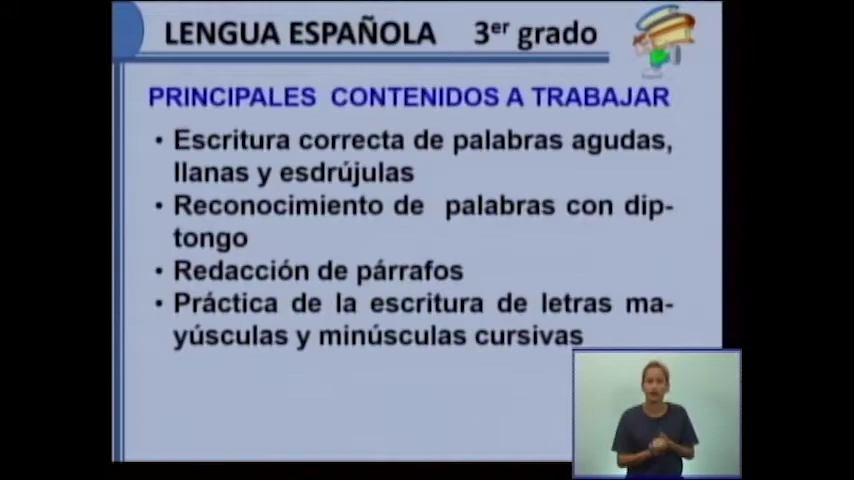 LENGUA ESPAÑOLA 3er grado
PRINCIPALES CONTENIDOS A TRABAJAR
• Escritura correcta de palabras agudas,
llanas y esdrújulas
• Reconocimiento de palabras con dip-
tongo
• Redacción de párrafos
• Práctica de la escritura de letras ma-
yúsculas y minúsculas cursivas